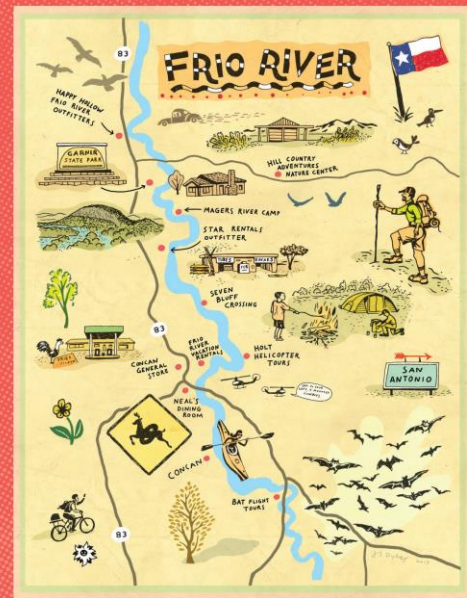 83
FRIO RIVER
HAPPY HOLLOW
FRIO RIVER
OUTFITTERS
GARNER
STATE PARK
HILL COUNTRY
ADVENTURES
NATURE CENTER
MAGERS RIVER CAMP
STAR RENTALS
OUTFITTER
SEVEN
BLUFF
CROSSING
83
FRIO
RIVER
VACATION
RENTALS
HOLT
HELICOPTER
TOURS
CONCAN
GENERAL
STORE
SAN
ANTONIO
NEAL'S
DINING
ROOM
CONCAN
BAT FLIGHT
TOURS
83